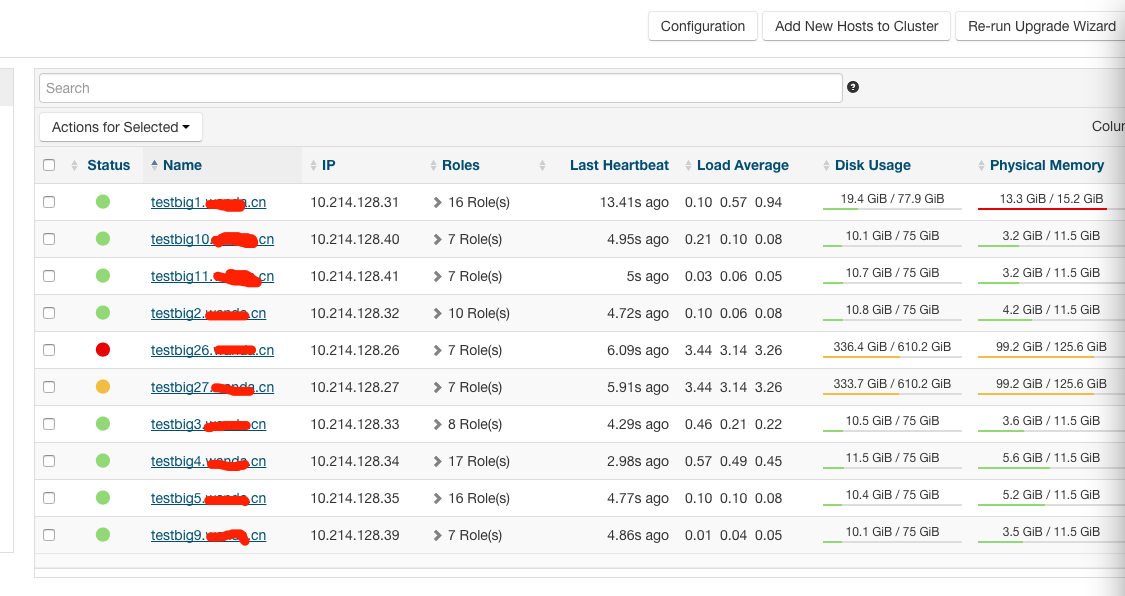 Configuration Add New Hosts to Cluster Re-run Upgrade Wizard
Search
Actions for Selected
Status Name IP Roles Last Heartbeat Load Average Disk Usage Physical Memory
testbig1. .cn 10.214.128.31 16 Role(s) 13.41s ago 0.10 0.57 0.94 19.4 GiB / 77.9 GiB 13.3 GiB / 15.2 GiB
testbig10. .cn 10.214.128.40 7 Role(s) 4.95s ago 0.21 0.10 0.08 10.1 GiB / 75 GiB 3.2 GiB / 11.5 GiB
testbig11. cn 10.214.128.41 7 Role(s) 5s ago 0.03 0.06 0.05 10.7 GiB / 75 GiB 3.2 GiB / 11.5 GiB
testbig2. .cn 10.214.128.32 10 Role(s) 4.72s ago 0.10 0.06 0.08 10.8 GiB / 75 GiB 4.2 GiB / 11.5 GiB
testbig26. .cn 10.214.128.26 7 Role(s) 6.09s ago 3.44 3.14 3.26 336.4 GiB / 610.2 GiB 99.2 GiB / 125.6 GiB
testbig27. .cn 10.214.128.27 7 Role(s) 5.91s ago 3.44 3.14 3.26 333.7 GiB / 610.2 GiB 99.2 GiB / 125.6 GiB
testbig3. .cn 10.214.128.33 8 Role(s) 4.29s ago 0.46 0.21 0.22 10.5 GiB / 75 GiB 3.6 GiB / 11.5 GiB
testbig4. .cn 10.214.128.34 17 Role(s) 2.98s ago 0.57 0.49 0.45 11.5 GiB / 75 GiB 5.6 GiB / 11.5 GiB
testbig5. .cn 10.214.128.35 16 Role(s) 4.77s ago 0.10 0.10 0.08 10.4 GiB / 75 GiB 5.2 GiB / 11.5 GiB
testbig9. .cn 10.214.128.39 7 Role(s) 4.86s ago 0.01 0.04 0.05 10.1 GiB / 75 GiB 3.5 GiB / 11.5 GiB